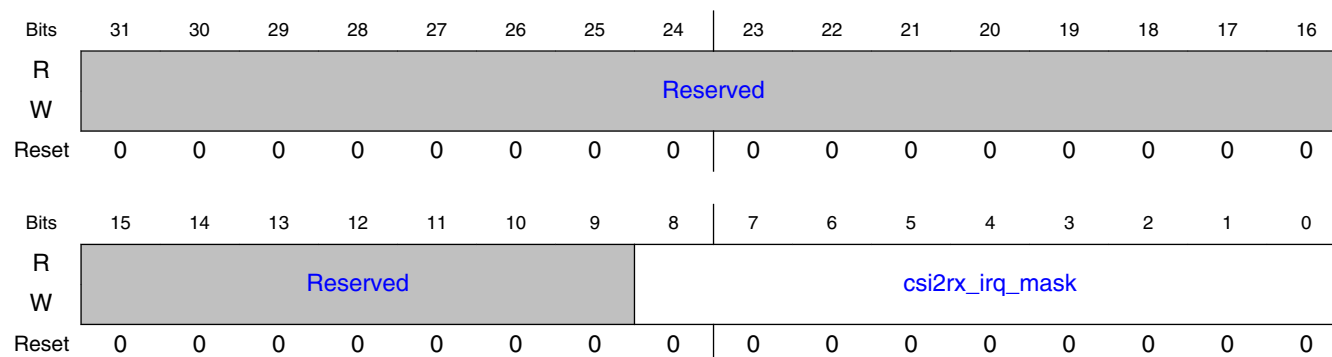 Bits 31 30 29 28 27 26 25 24 23 22 21 20 19 18 17 16
R
Reserved
W
Reset 0 0 0 0 0 0 0 0 0 0 0 0 0 0 0 0
Bits 15 14 13 12 11 10 9 8 7 6 5 4 3 2 1 0
R
Reserved csi2rx_irq_mask
W
Reset 0 0 0 0 0 0 0 0 0 0 0 0 0 0 0 0